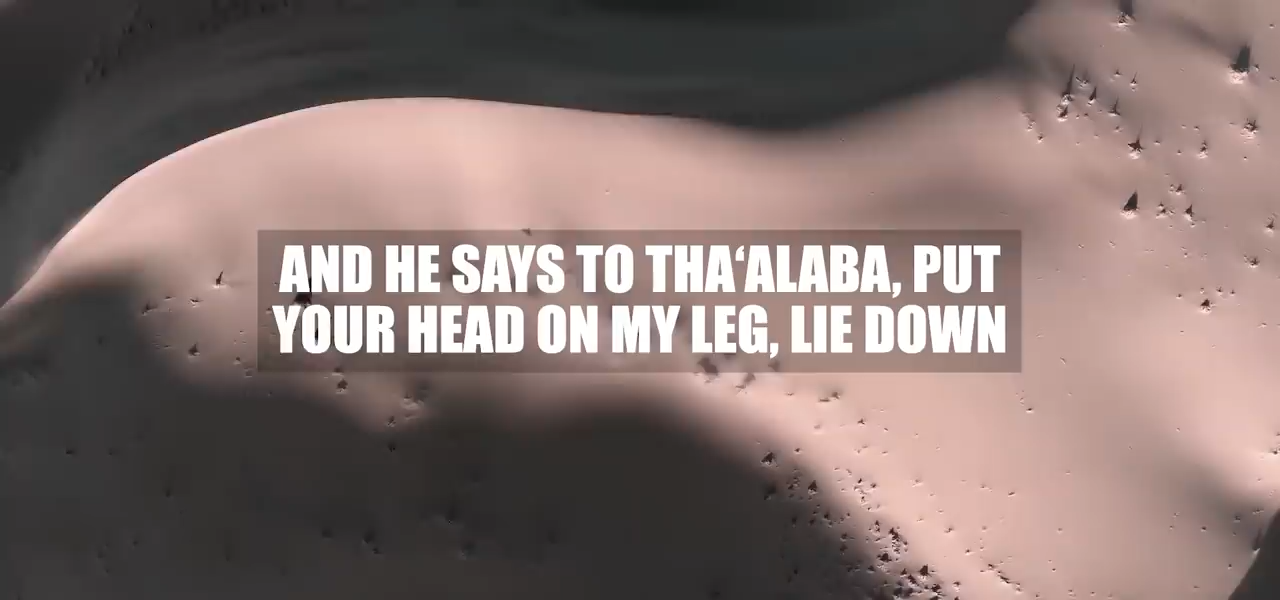 AND HE SAYS TO THA‘ALABA, PUT
YOUR HEAD ON MY LEG, LIE DOWN